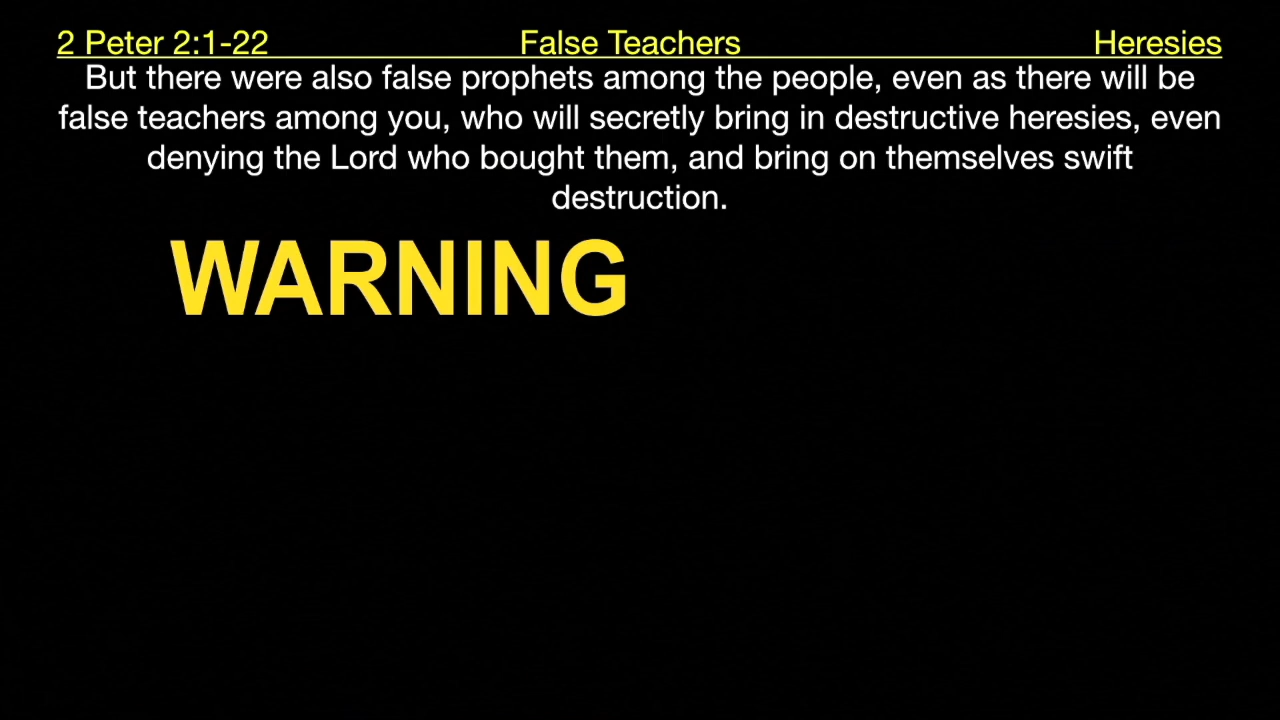 2 Peter 2:1-22 False Teachers Heresies
But there were also false prophets among the people, even as there will be
false teachers among you, who will secretly bring in destructive heresies, even
denying the Lord who bought them, and bring on themselves swift
destruction.
WARNING